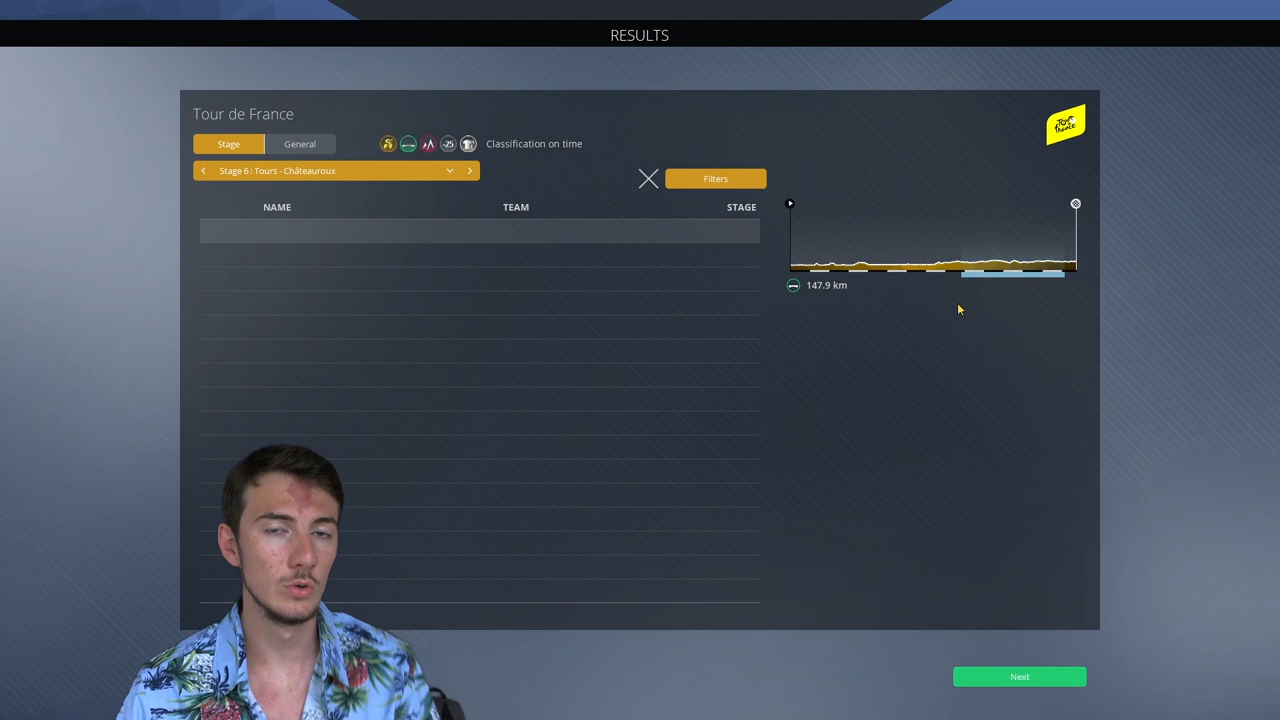 RESULTS
Tour de France
Stage
General
-25
Classification on time
Stage 6 : Tours - Châteauroux
Filters
NAME
TEAM
STAGE
147.9 km
Next